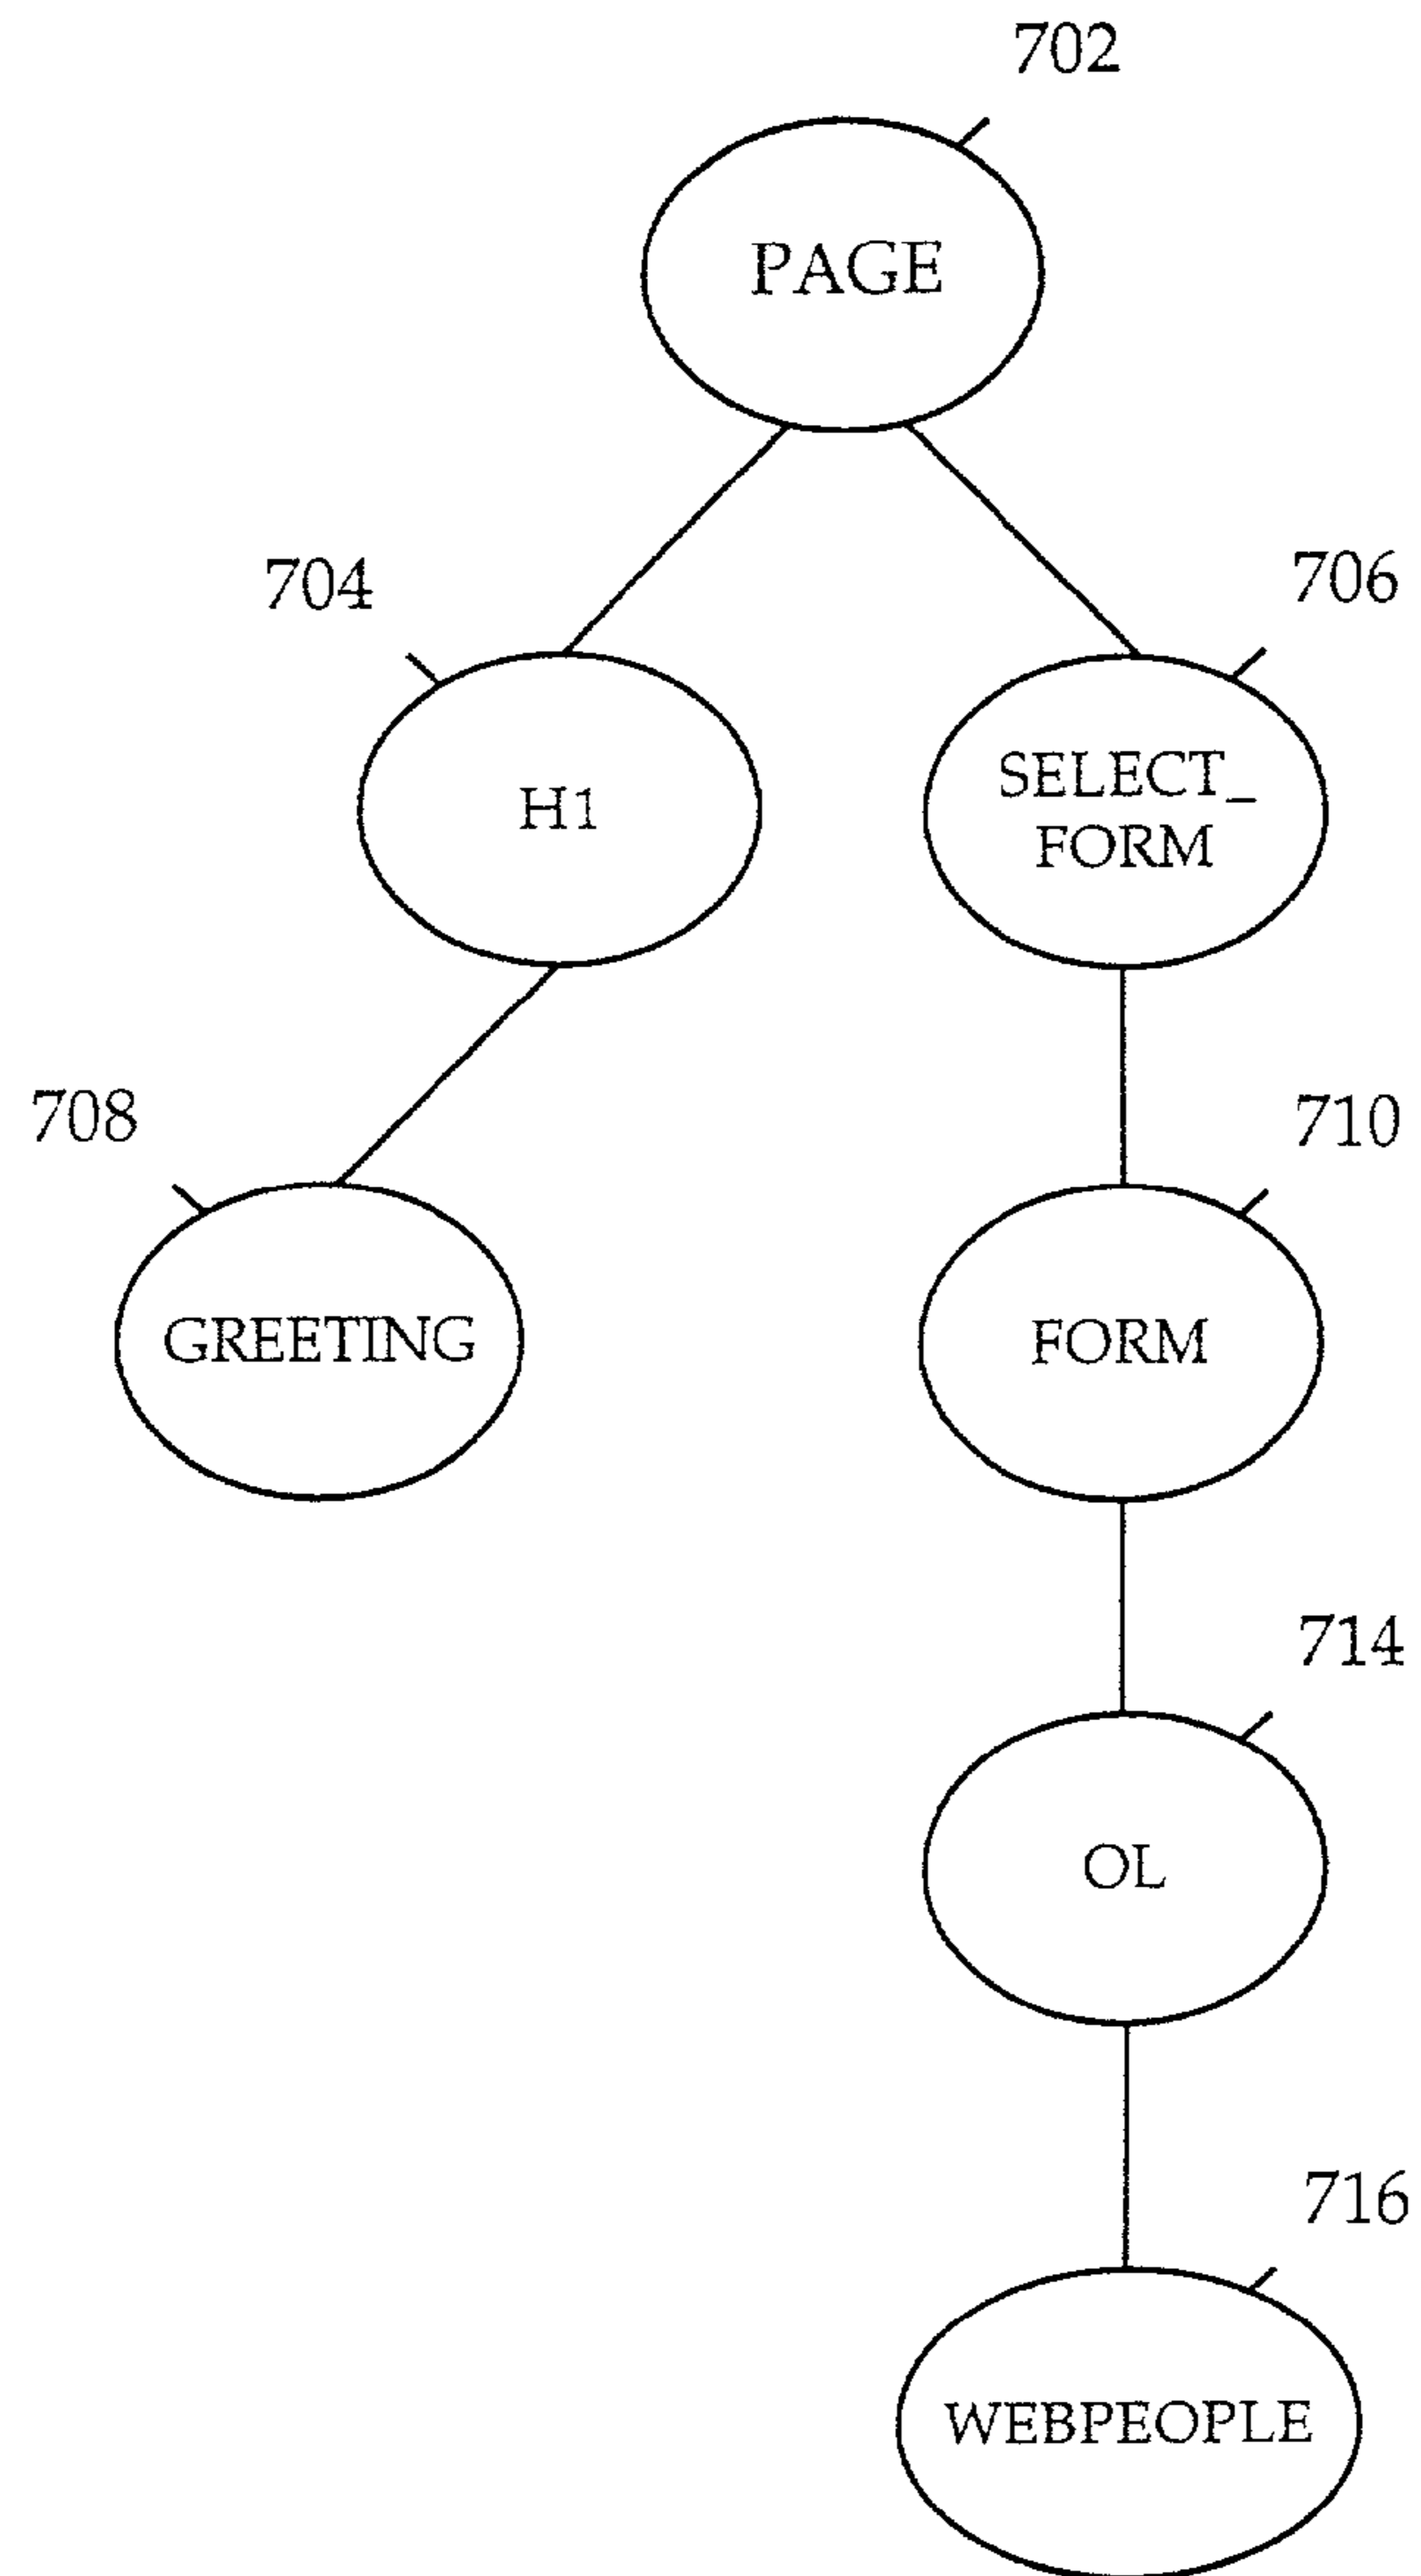 702
PAGE
704
706
H1
SELECT_
FORM
708
710
GREETING
FORM
714
OL
716
WEBPEOPLE